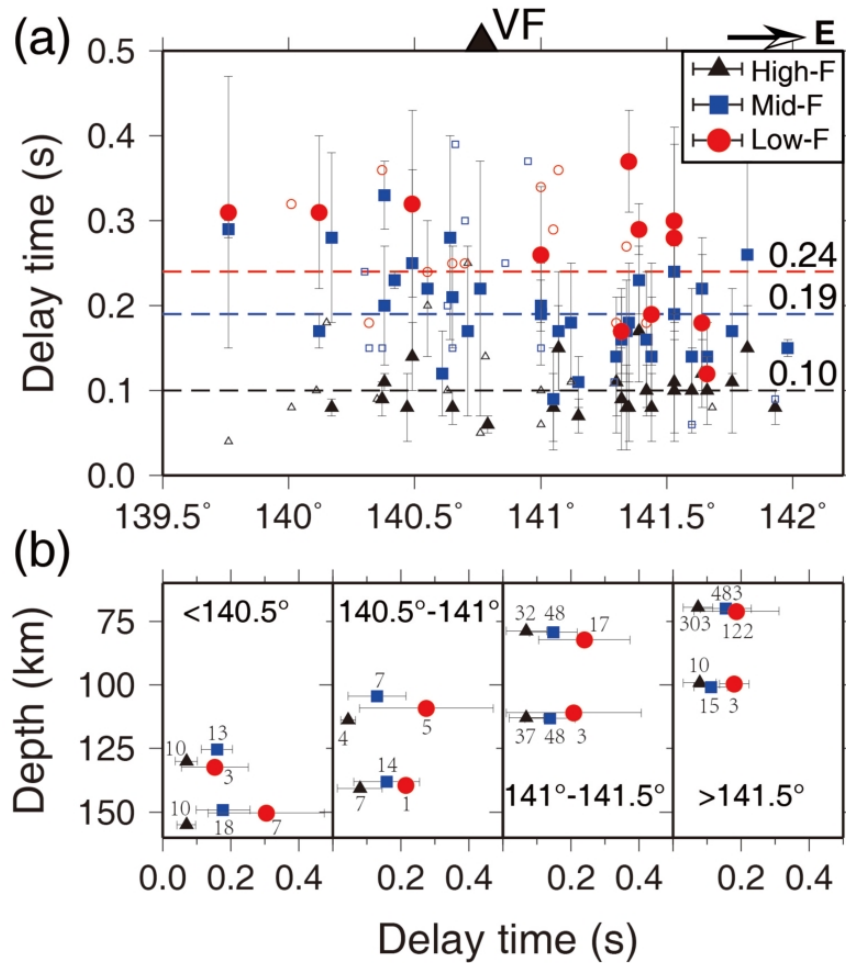 (a)
VF
E
High-F
Mid-F
Low-F
Delay time (s)
0.5
0.4
0.3
0.2
0.1
0.0
0.24
0.19
0.10
139.5° 140° 140.5° 141° 141.5° 142°
(b)
<140.5° 140.5°-141° 141°-141.5° >141.5°
Depth (km)
75
100
125
150
10 13 3
10 18 7
7 4 5
14 7 1
32 48 17
37 48 3
483 303 122
10 15 3
0.0 0.2 0.4 0.2 0.4 0.2 0.4 0.2 0.4
Delay time (s)